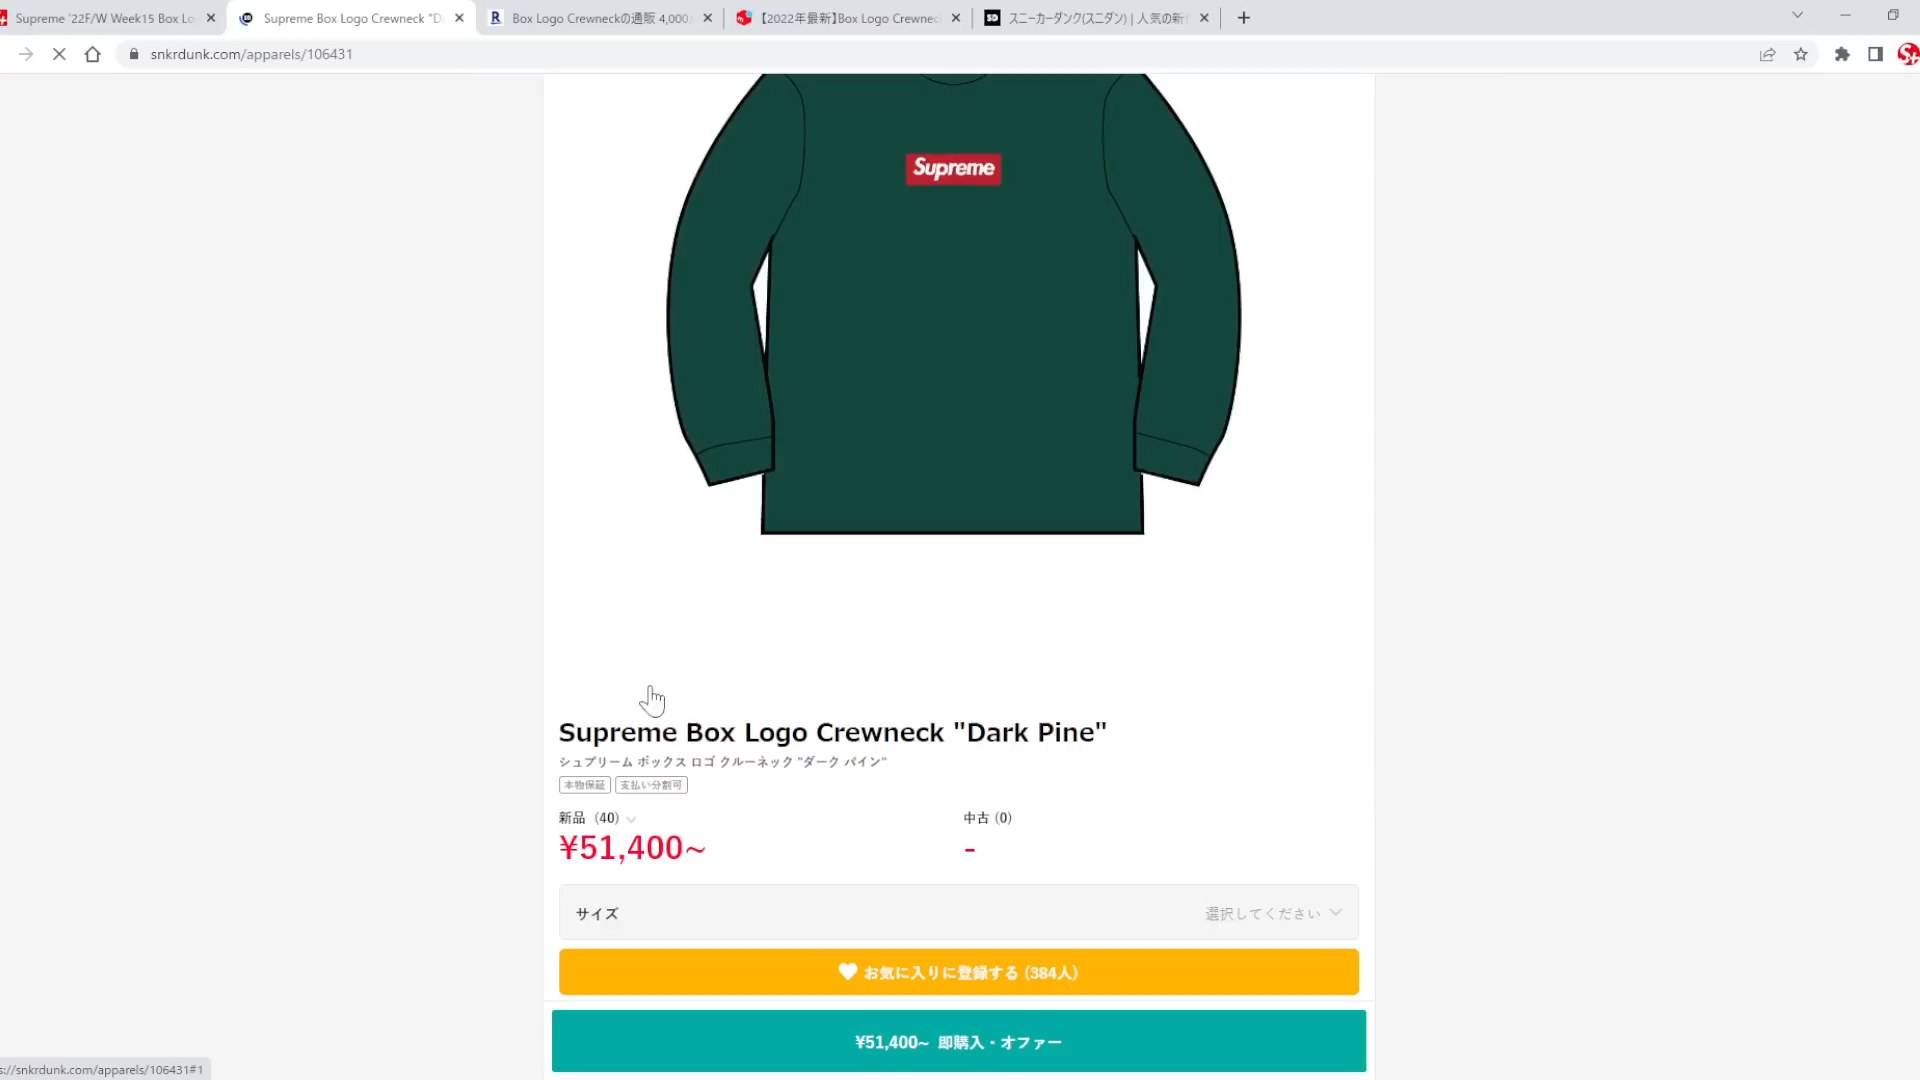 Supreme '22F/W Week15 Box Lo
Supreme Box Logo Crewneck "D
Box Logo Crewneckの通販 4,000
【2022年最新】Box Logo Crewnec
スニーカーダンク(スニダン) | 人気の新
snkrdunk.com/apparels/106431
Supreme
Supreme Box Logo Crewneck "Dark Pine"
シュプリーム ボックス ロゴ クルーネック "ダーク パイン"
本物保証 支払い分割可
新品 (40)
¥51,400~
中古 (0)
-
サイズ 選択してください
お気に入りに登録する (384人)
¥51,400~ 即購入・オファー
s://snkrdunk.com/apparels/106431#1